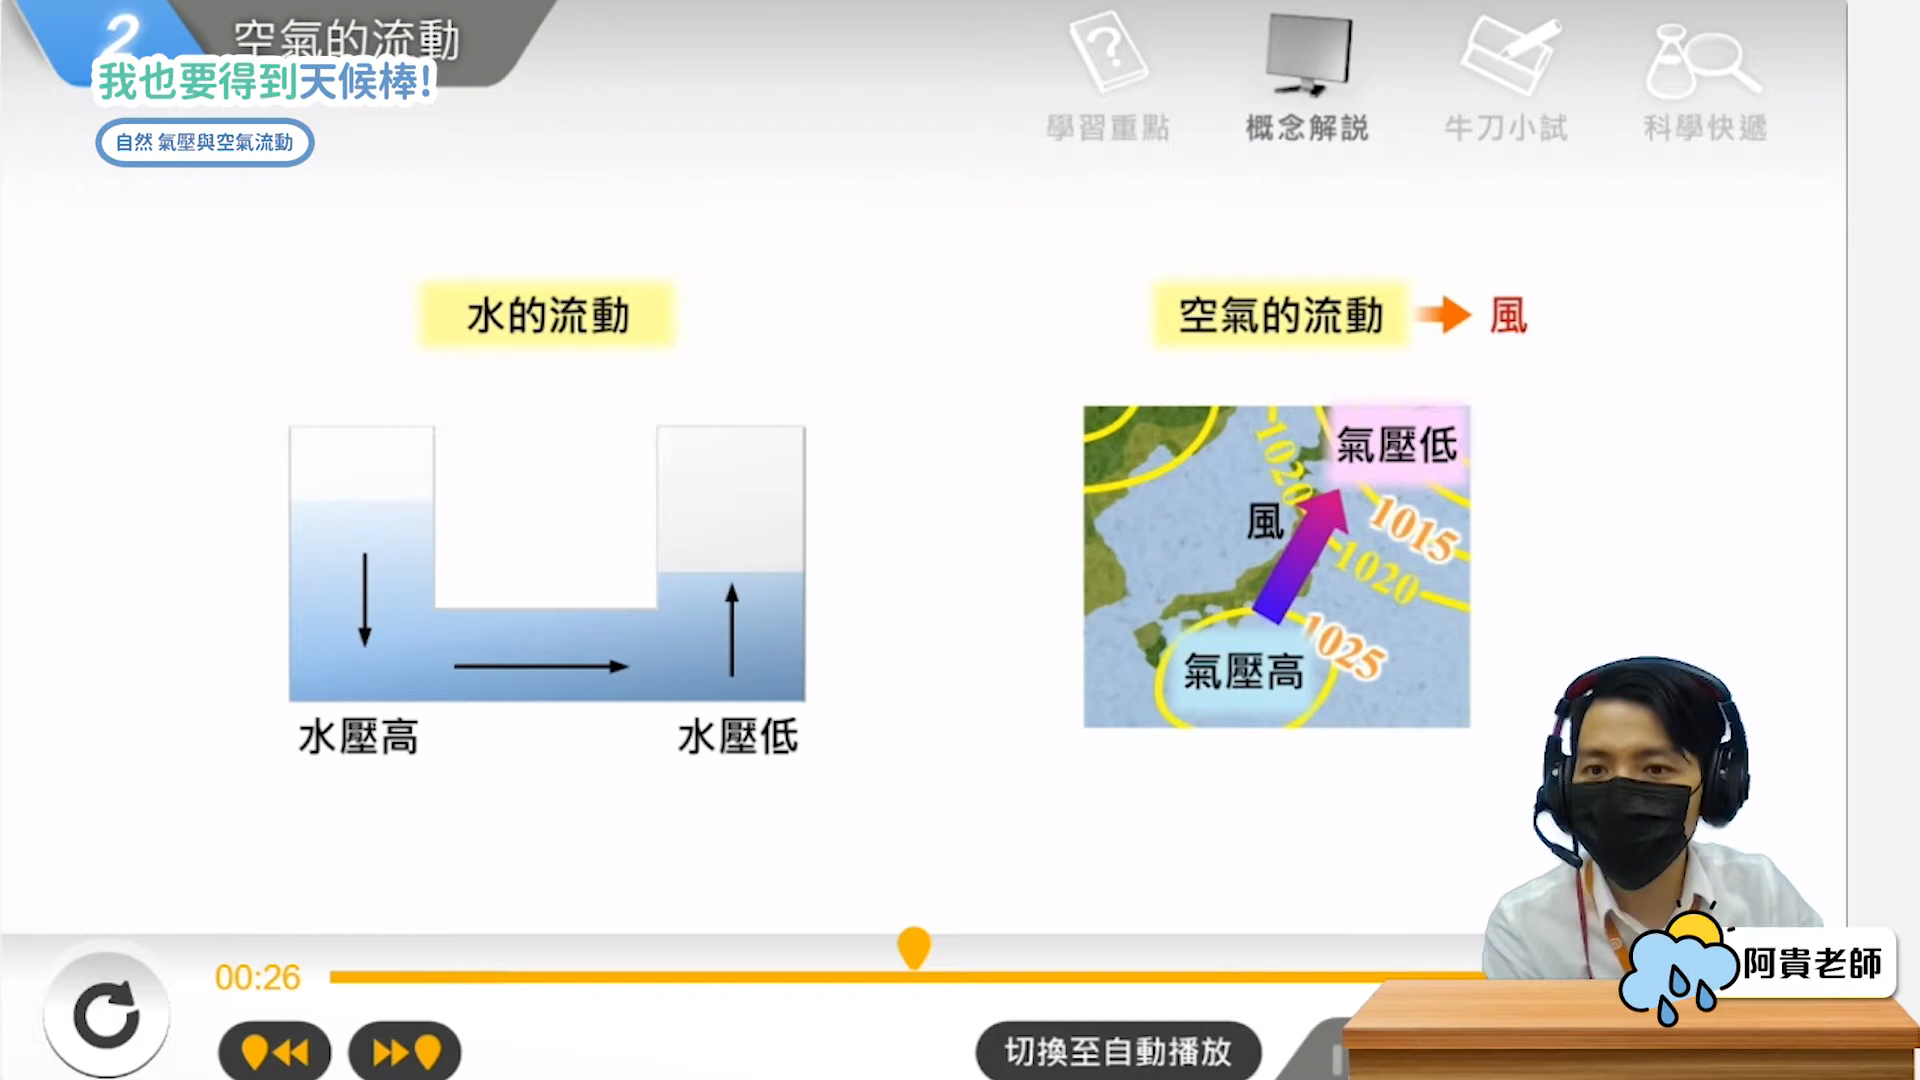 2 空氣的流動
我也要得到天候棒!
自然 氣壓與空氣流動
學習重點
概念解說
牛刀小試
科學快遞
水的流動
空氣的流動
風
水壓高
水壓低
1020
氣壓低
風
1015
1020
1025
氣壓高
阿貴老師
00:26
切換至自動播放